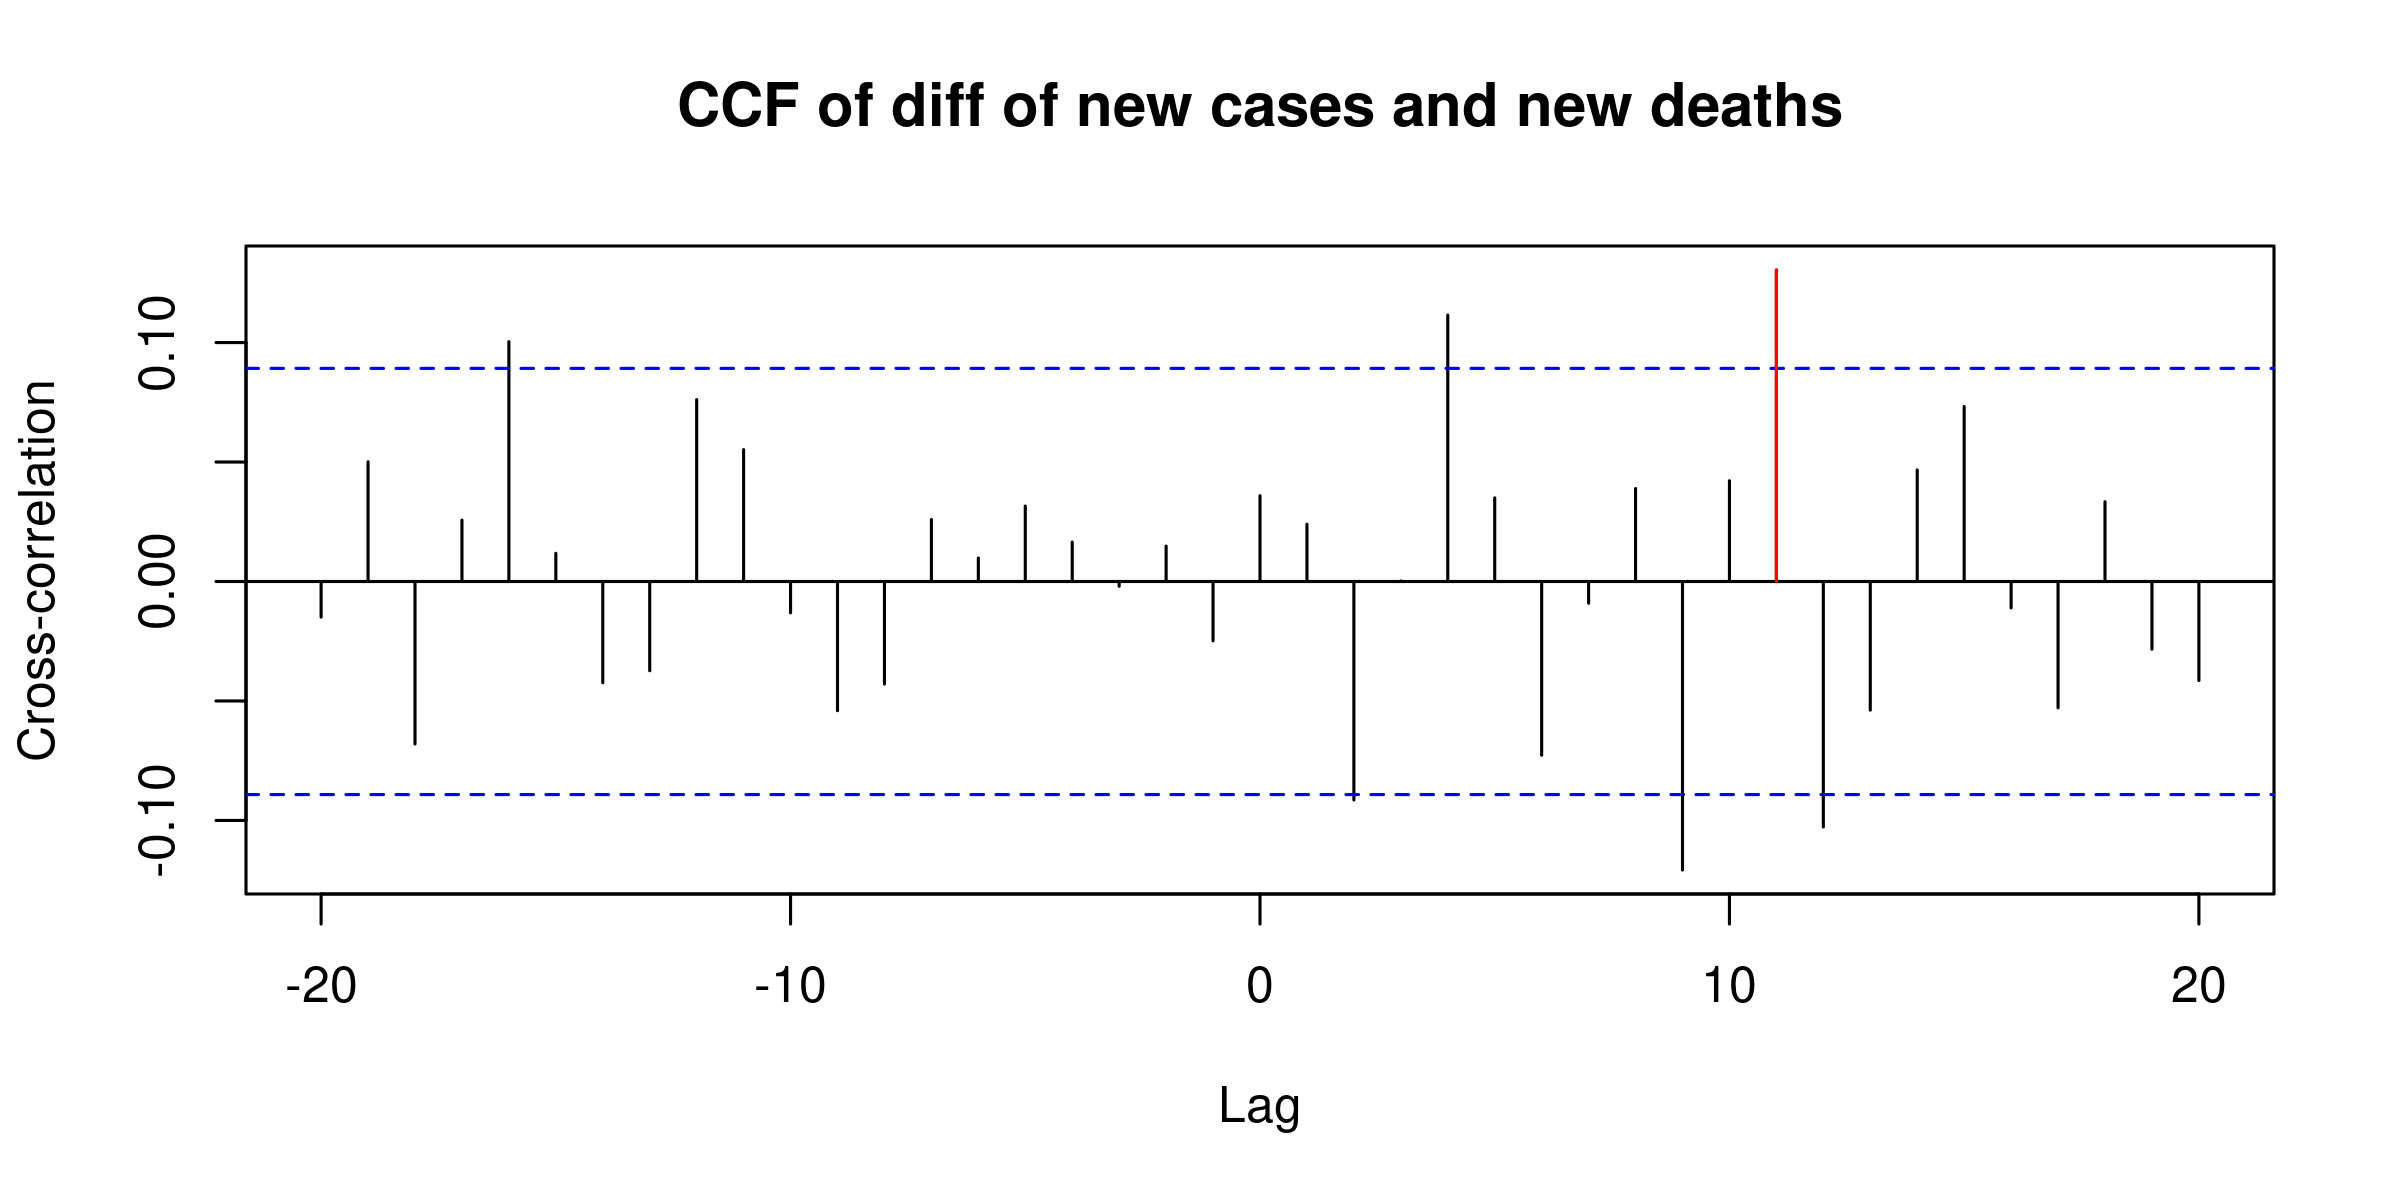 CCF of diff of new cases and new deaths
Cross-correlation
0.10
0.00
-0.10
-20 -10 0 10 20
Lag